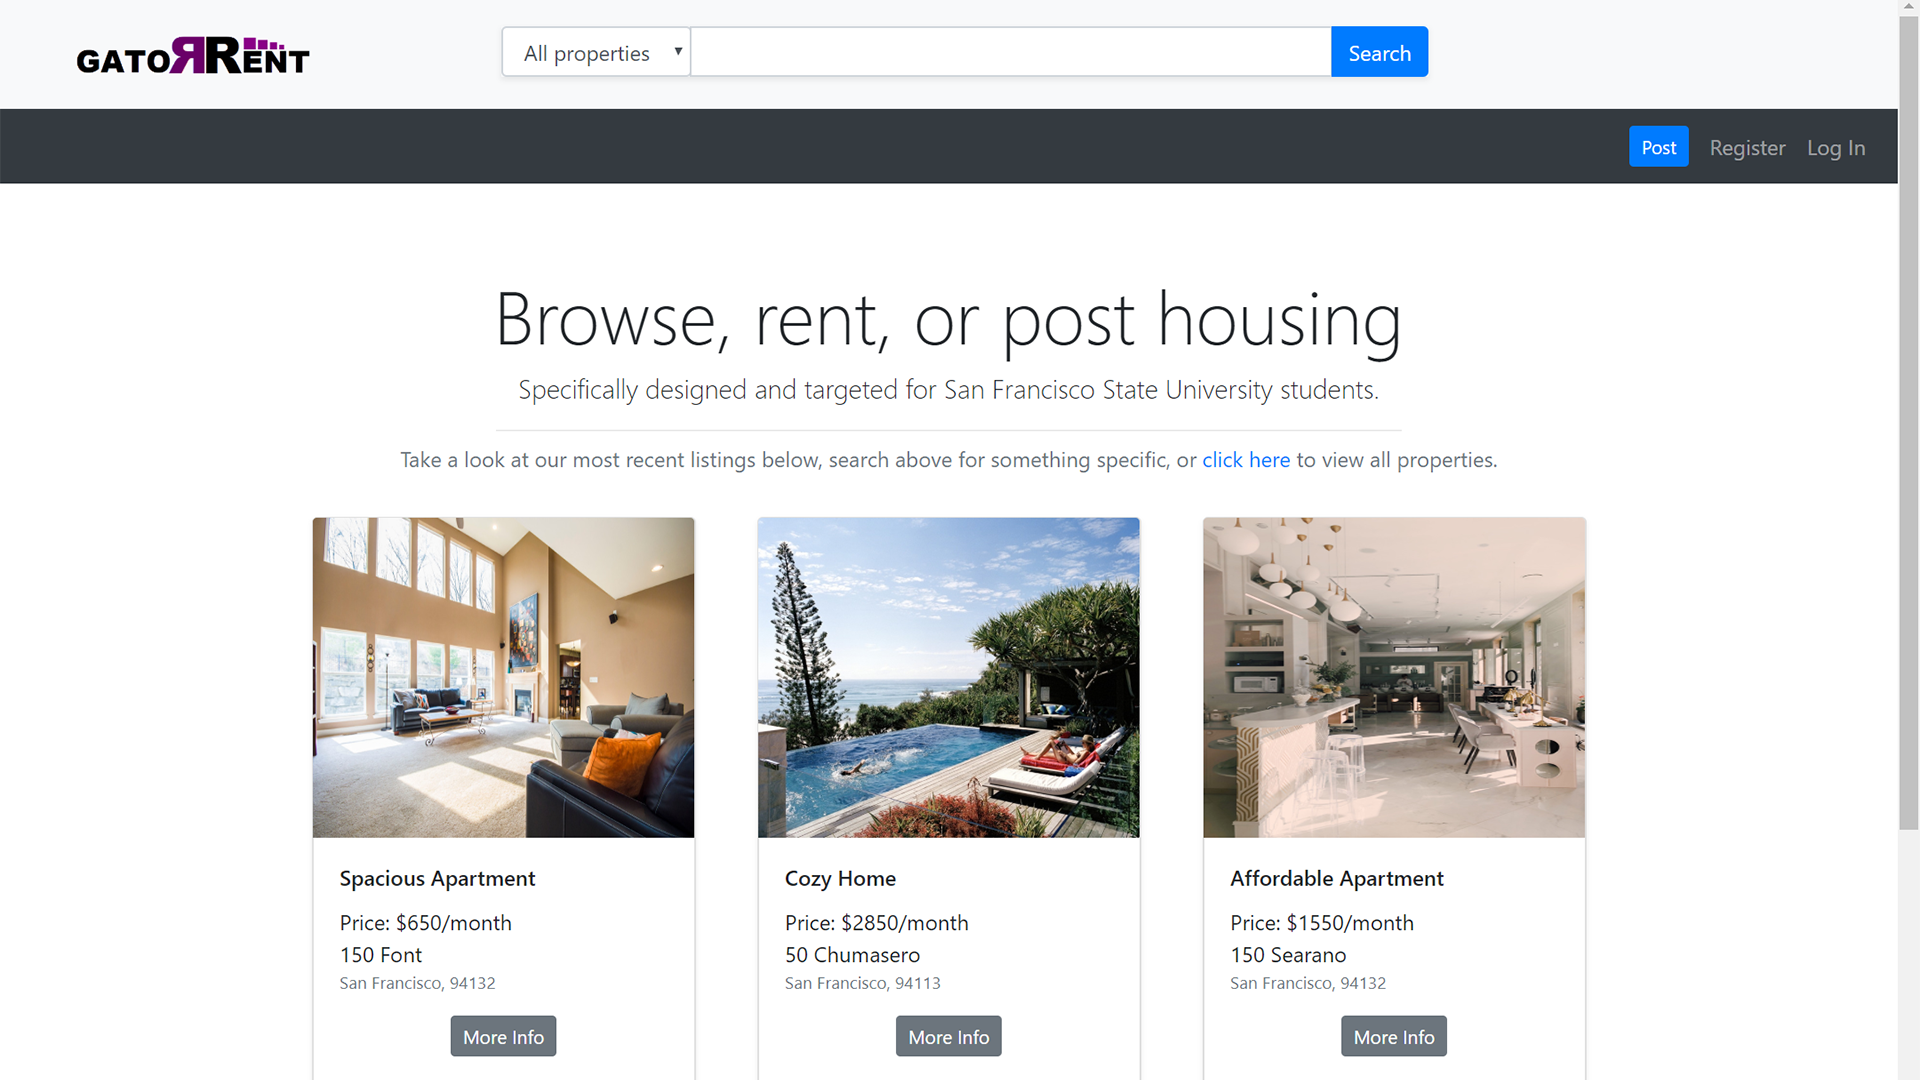 GATORRENT
All properties
Search
Post Register Log In
Browse, rent, or post housing
Specifically designed and targeted for San Francisco State University students.
Take a look at our most recent listings below, search above for something specific, or click here to view all properties.
Spacious Apartment
Price: $650/month
150 Font
San Francisco, 94132
More Info
Cozy Home
Price: $2850/month
50 Chumasero
San Francisco, 94113
More Info
Affordable Apartment
Price: $1550/month
150 Searano
San Francisco, 94132
More Info